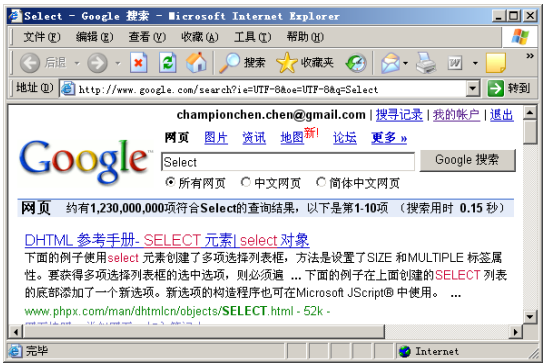 Select - Google 搜索 - Microsoft Internet Explorer
文件(F) 编辑(E) 查看(V) 收藏(A) 工具(T) 帮助(H)
后退 搜索 收藏夹
地址(D) http://www.google.com/search?ie=UTF-8&oe=UTF-8&q=Select 转到
championchen.chen@gmail.com | 搜寻记录 | 我的帐户 | 退出
网页 图片 资讯 地图新! 论坛 更多 »
Google Select Google 搜索
所有网页 中文网页 简体中文网页
网页 约有1,230,000,000项符合Select的查询结果，以下是第1-10项 （搜索用时 0.15 秒）
DHTML 参考手册- SELECT 元素| select 对象
下面的例子使用select 元素创建了多项选择列表框，方法是设置了SIZE 和MULTIPLE 标签属
性。要获得多项选择列表框的选中选项，则必须遍 ... 下面的例子在上面创建的SELECT 列表
的底部添加了一个新选项。新选项的构造程序也可在Microsoft JScript® 中使用。 ...
www.phpx.com/man/dhtmlcn/objects/SELECT.html - 52k -
完毕 Internet